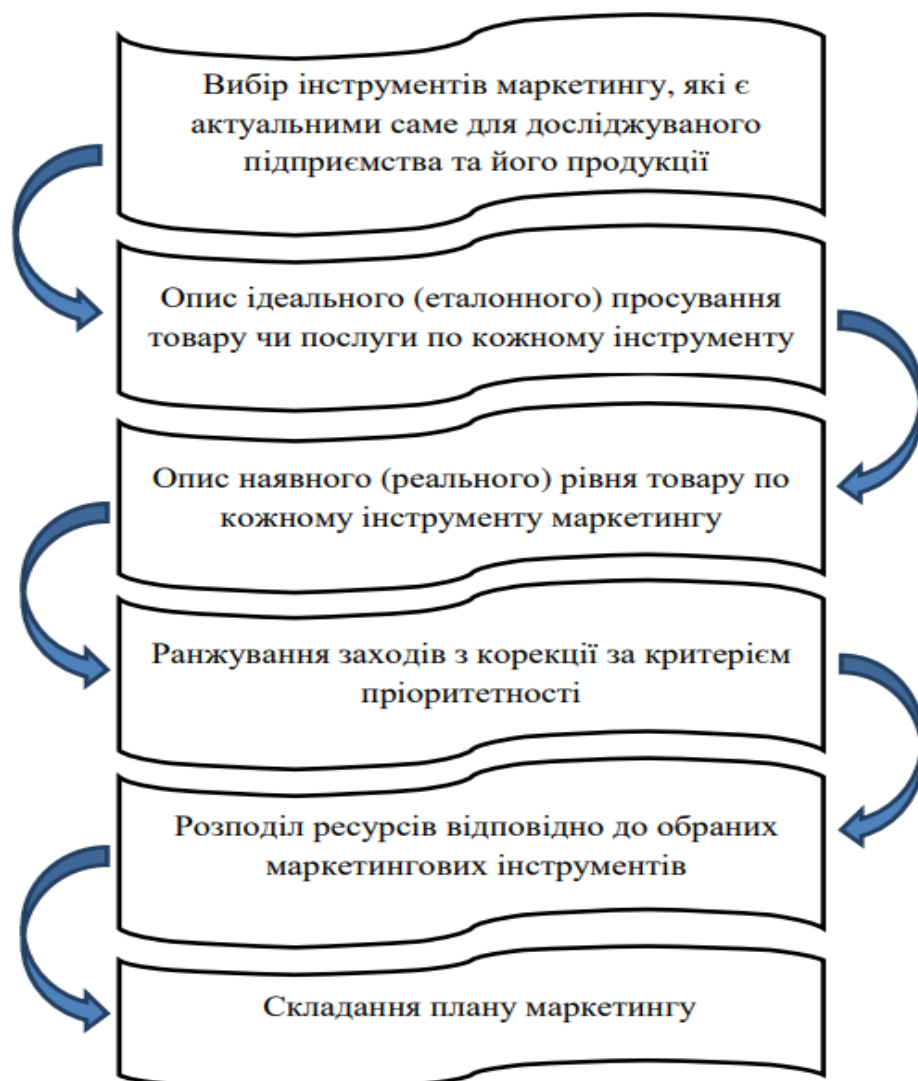 Вибір інструментів маркетингу, які є
актуальними саме для досліджуваного
підприємства та його продукції
Опис ідеального (еталонного) просування
товару чи послуги по кожному інструменту
Опис наявного (реального) рівня товару по
кожному інструменту маркетингу
Ранжування заходів з корекції за критерієм
пріоритетності
Розподіл ресурсів відповідно до обраних
маркетингових інструментів
Складання плану маркетингу